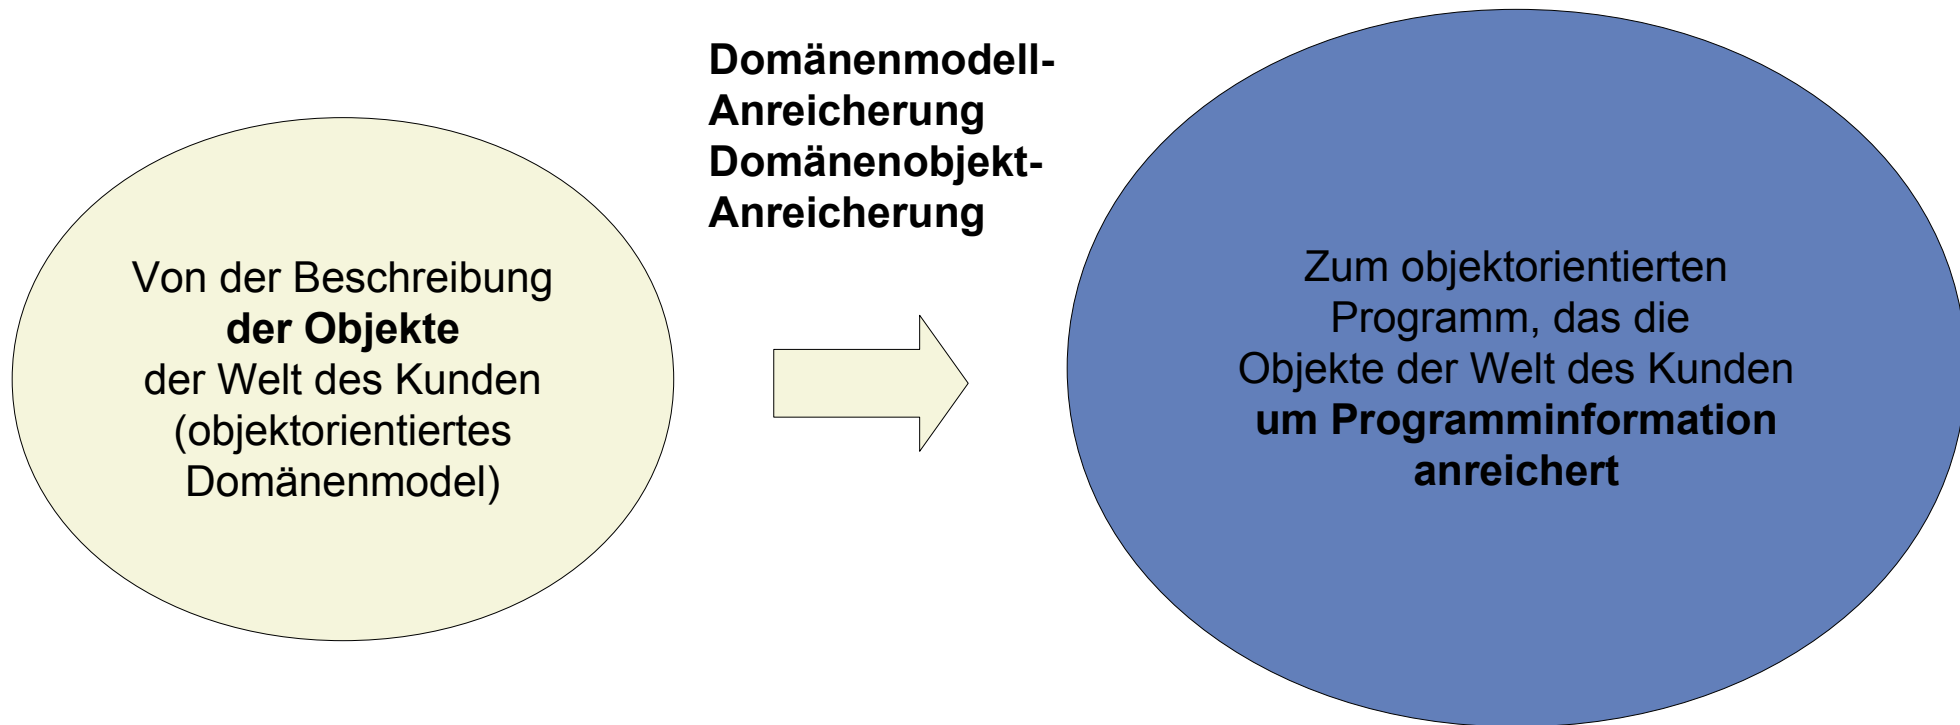 Domänenmodell-
Anreicherung
Domänenobjekt-
Anreicherung
Von der Beschreibung
der Objekte
der Welt des Kunden
(objektorientiertes
Domänenmodel)
Zum objektorientierten
Programm, das die
Objekte der Welt des Kunden
um Programminformation
anreichert